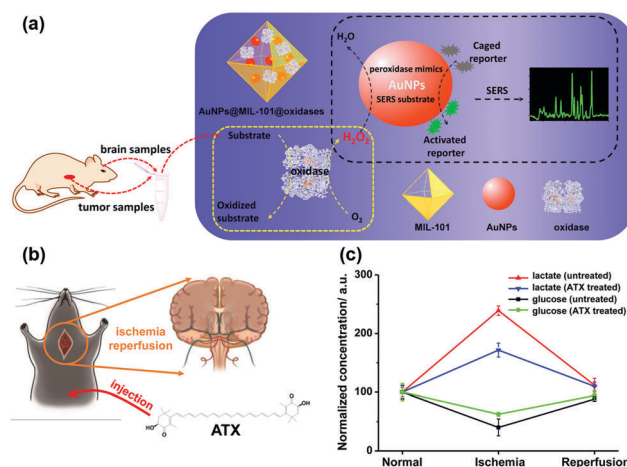 (a)
H₂O
peroxidase mimics
AuNPs
SERS substrate
Caged
reporter
SERS
Activated
reporter
AuNPs@MIL-101@oxidases
brain samples
tumor samples
Substrate
H₂O₂
oxidase
Oxidized
substrate
O₂
MIL-101
AuNPs
oxidase
(b)
ischemia
reperfusion
injection
O
OH
HO
O
ATX
(c)
Normalized concentration/ a.u.
300
200
100
0
lactate (untreated)
lactate (ATX treated)
glucose (untreated)
glucose (ATX treated)
Normal
Ischemia
Reperfusion